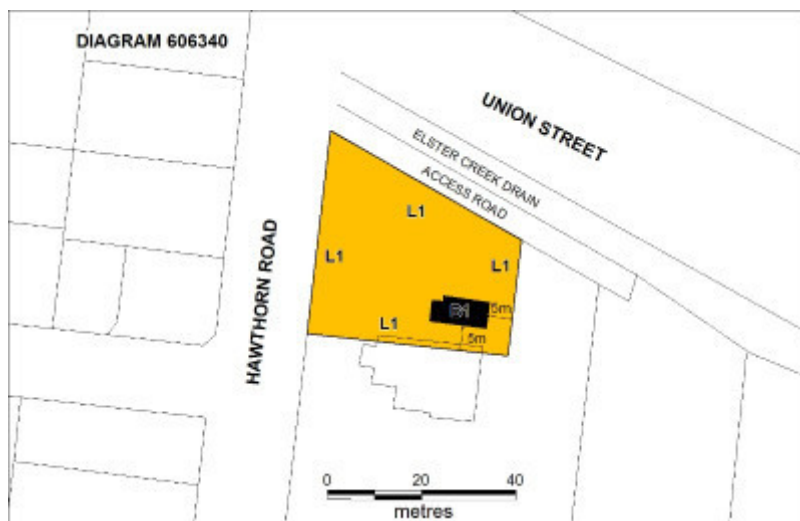 DIAGRAM 606340
UNION STREET
ELSTER CREEK DRAIN
ACCESS ROAD
HAWTHORN ROAD
L1
L1
L1
L1
B1
5m
5m
0 20 40
metres